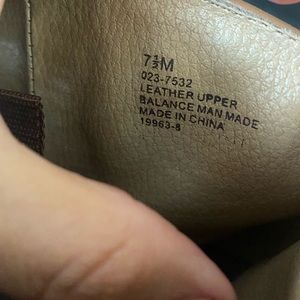 7½M
023-7532
LEATHER UPPER
BALANCE MAN MADE
MADE IN CHINA
19963-8